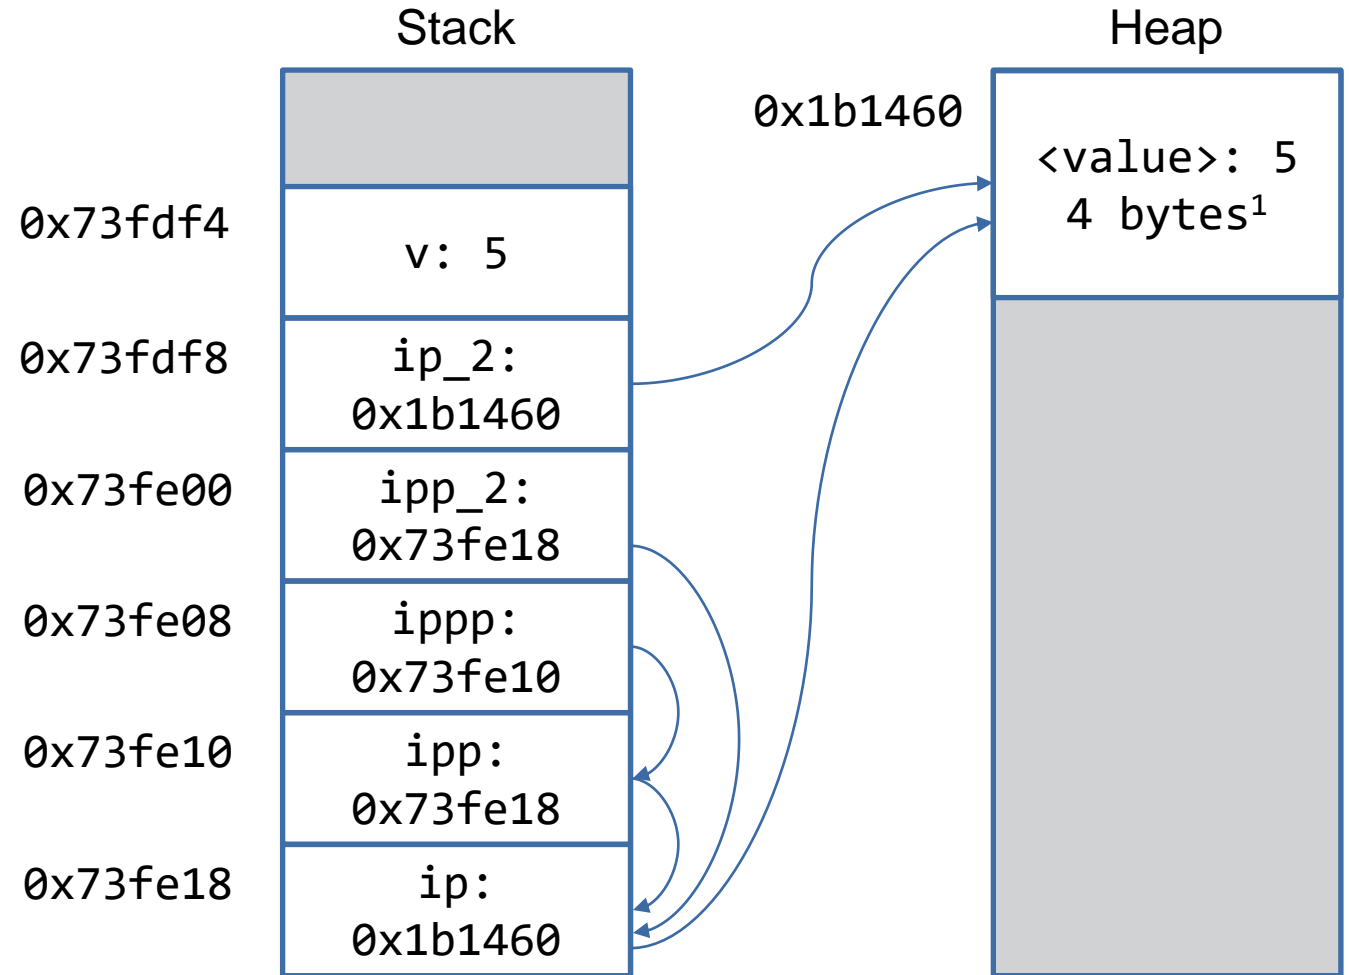 Stack
Heap
0x1b1460
<value>: 5
4 bytes¹
0x73fdf4
v: 5
0x73fdf8
ip_2:
0x1b1460
0x73fe00
ipp_2:
0x73fe18
0x73fe08
ippp:
0x73fe10
0x73fe10
ipp:
0x73fe18
0x73fe18
ip:
0x1b1460